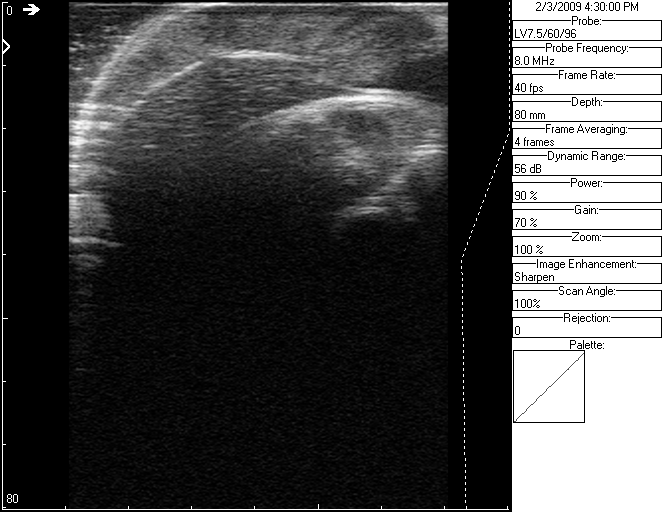 0
80
2/3/2009 4:30:00 PM
Probe:
LV7.5/60/96
Probe Frequency:
8.0 MHz
Frame Rate:
40 fps
Depth:
80 mm
Frame Averaging:
4 frames
Dynamic Range:
56 dB
Power:
90 %
Gain:
70 %
Zoom:
100 %
Image Enhancement:
Sharpen
Scan Angle:
100%
Rejection:
0
Palette: